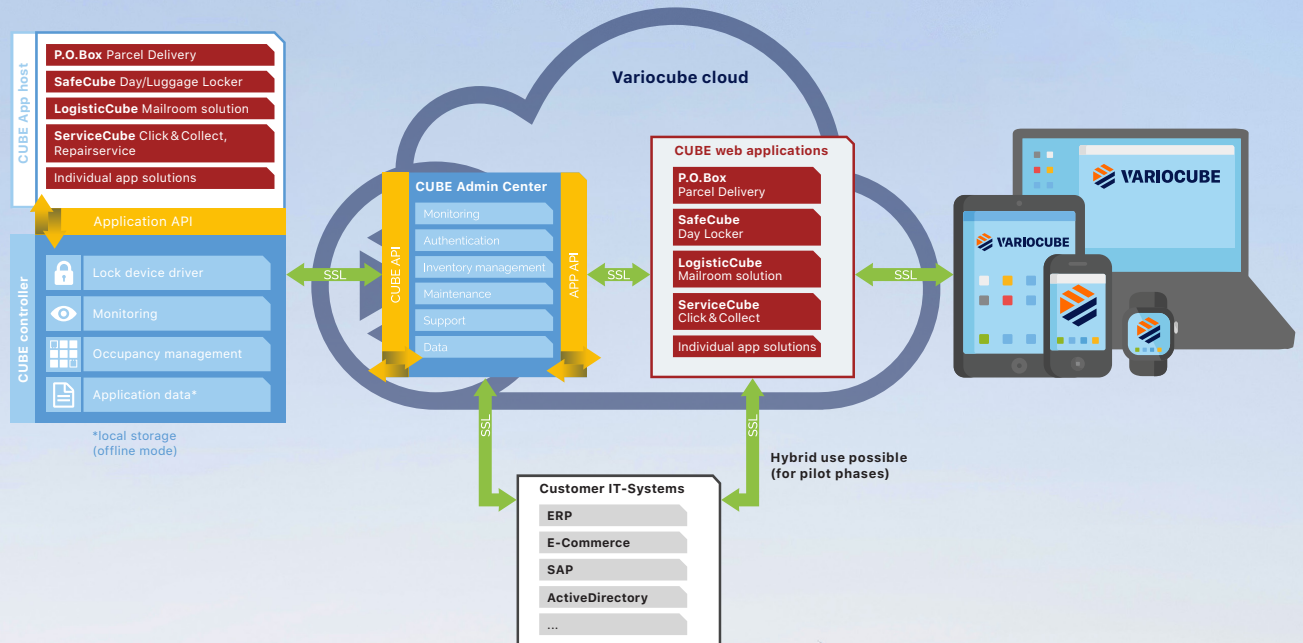 CUBE App host
P.O.Box Parcel Delivery
SafeCube Day/Luggage Locker
LogisticCube Mailroom solution
ServiceCube Click & Collect,
Repairservice
Individual app solutions
Application API
CUBE controller
Lock device driver
Monitoring
Occupancy management
Application data*
*local storage
(offline mode)
SSL
Variocube cloud
CUBE API
CUBE Admin Center
Monitoring
Authentication
Inventory management
Maintenance
Support
Data
APP API
SSL
CUBE web applications
P.O.Box
Parcel Delivery
SafeCube
Day Locker
LogisticCube
Mailroom solution
ServiceCube
Click & Collect
Individual app solutions
SSL
VARIOCUBE
VARIOCUBE
SSL
SSL
Hybrid use possible
(for pilot phases)
Customer IT-Systems
ERP
E-Commerce
SAP
ActiveDirectory
...